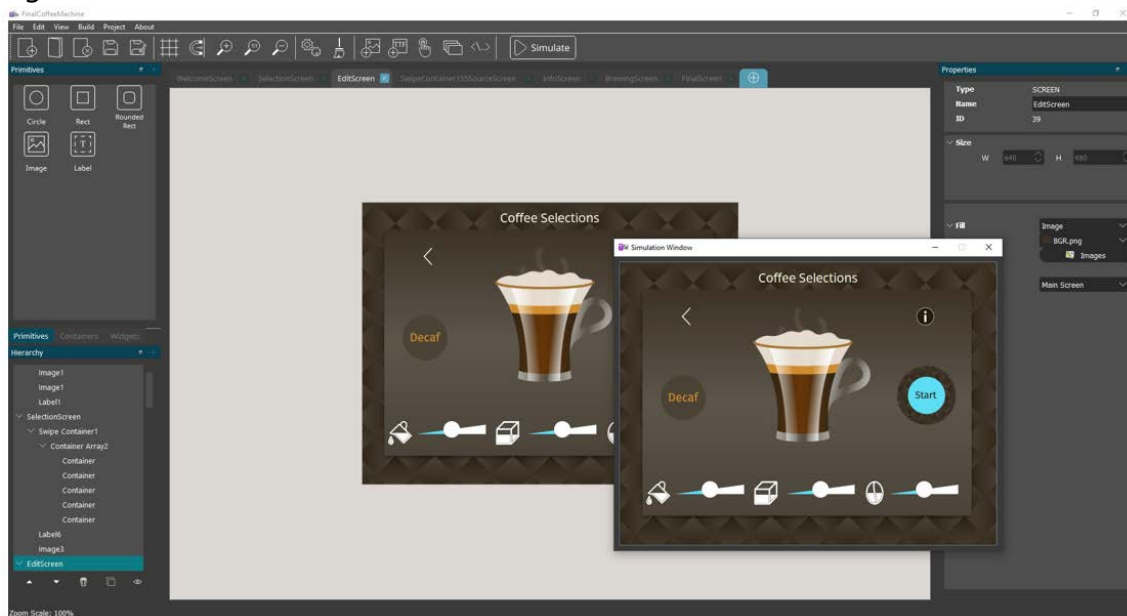 FinalCoffeeMachine
File Edit View Build Project About
Simulate
Primitives
Circle Rect Rounded Rect
Image Label
WelcomeScreen SelectionScreen EditScreen SwipeContainer1555SourceScreen InfoScreen BrewingScreen FinalScreen
Properties
Type SCREEN
Name EditScreen
ID 39
Size
W 640 H 480
Fill Image
BGR.png
Images
Main Screen
Coffee Selections
Decaf
Simulation Window
Coffee Selections
Decaf
Start
Primitives Containers Widgets
Hierarchy
Image1
Image1
Label1
SelectionScreen
Swipe Container1
Container Array2
Container
Container
Container
Container
Container
Label6
Image3
EditScreen
Zoom Scale: 100%